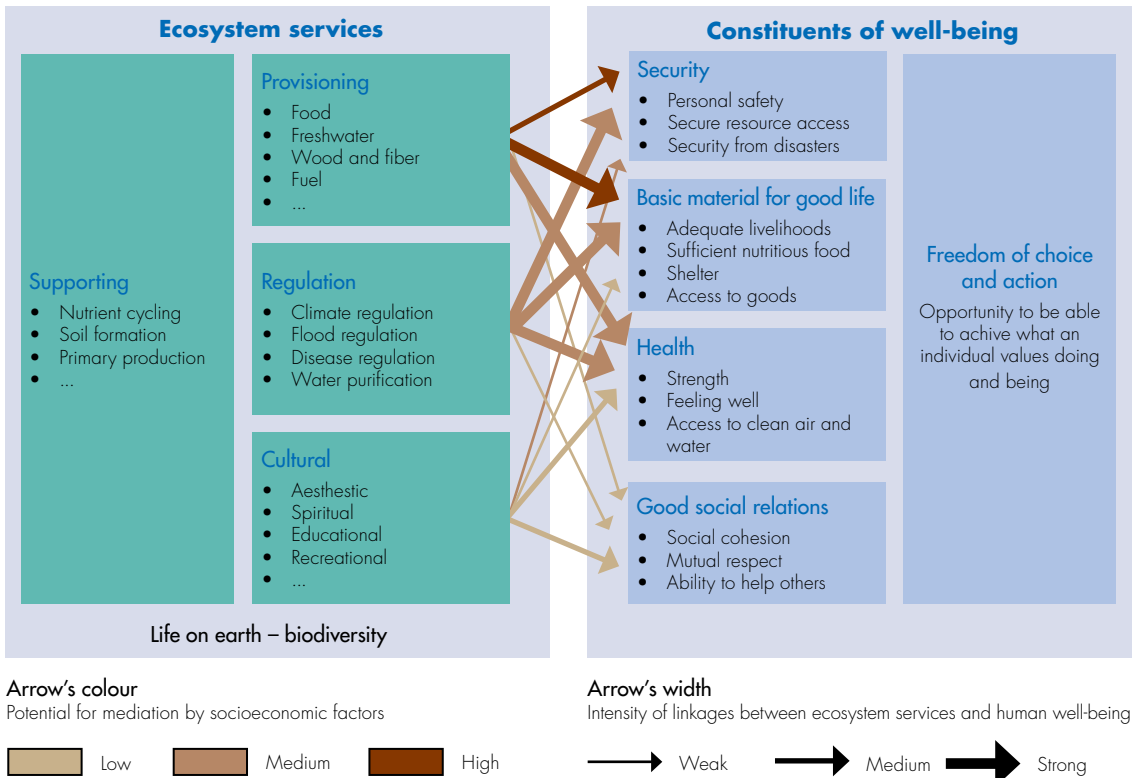 Ecosystem services
Supporting
• Nutrient cycling
• Soil formation
• Primary production
• ...
Provisioning
• Food
• Freshwater
• Wood and fiber
• Fuel
• ...
Regulation
• Climate regulation
• Flood regulation
• Disease regulation
• Water purification
Cultural
• Aesthestic
• Spiritual
• Educational
• Recreational
• ...
Life on earth – biodiversity
Constituents of well-being
Security
• Personal safety
• Secure resource access
• Security from disasters
Basic material for good life
• Adequate livelihoods
• Sufficient nutritious food
• Shelter
• Access to goods
Health
• Strength
• Feeling well
• Access to clean air and
water
Good social relations
• Social cohesion
• Mutual respect
• Ability to help others
Freedom of choice
and action
Opportunity to be able
to achive what an
individual values doing
and being
Arrow's colour
Potential for mediation by socioeconomic factors
Low
Medium
High
Arrow's width
Intensity of linkages between ecosystem services and human well-being
Weak
Medium
Strong